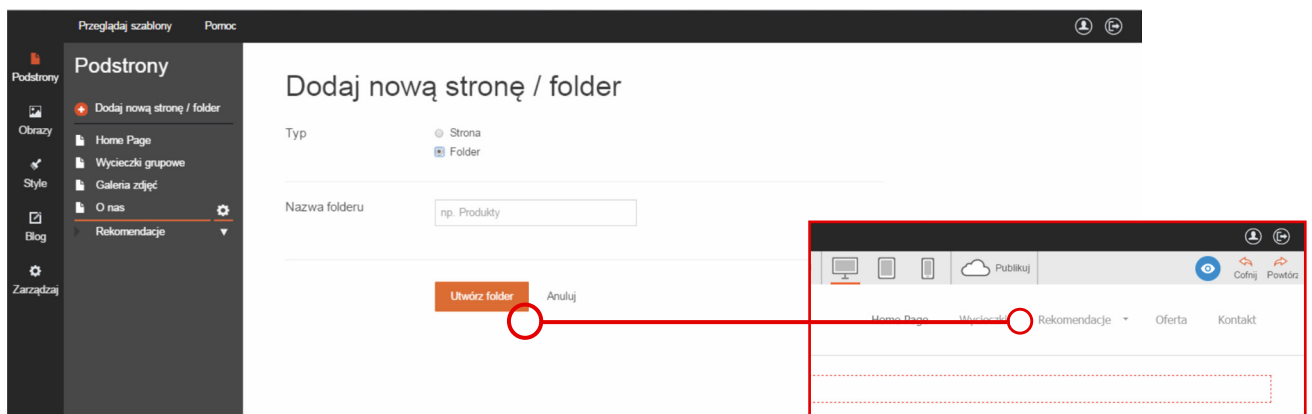 Przeglądaj szablony Pomoc
Podstrony
Obrazy
Style
Blog
Zarządzaj
Podstrony
Dodaj nową stronę / folder
Home Page
Wycieczki grupowe
Galeria zdjęć
O nas
Rekomendacje
Dodaj nową stronę / folder
Typ
Strona
Folder
Nazwa folderu
np. Produkty
Utwórz folder Anuluj
Publikuj
Cofnij Powtórz
Home Page Wycieczki Rekomendacje Oferta Kontakt